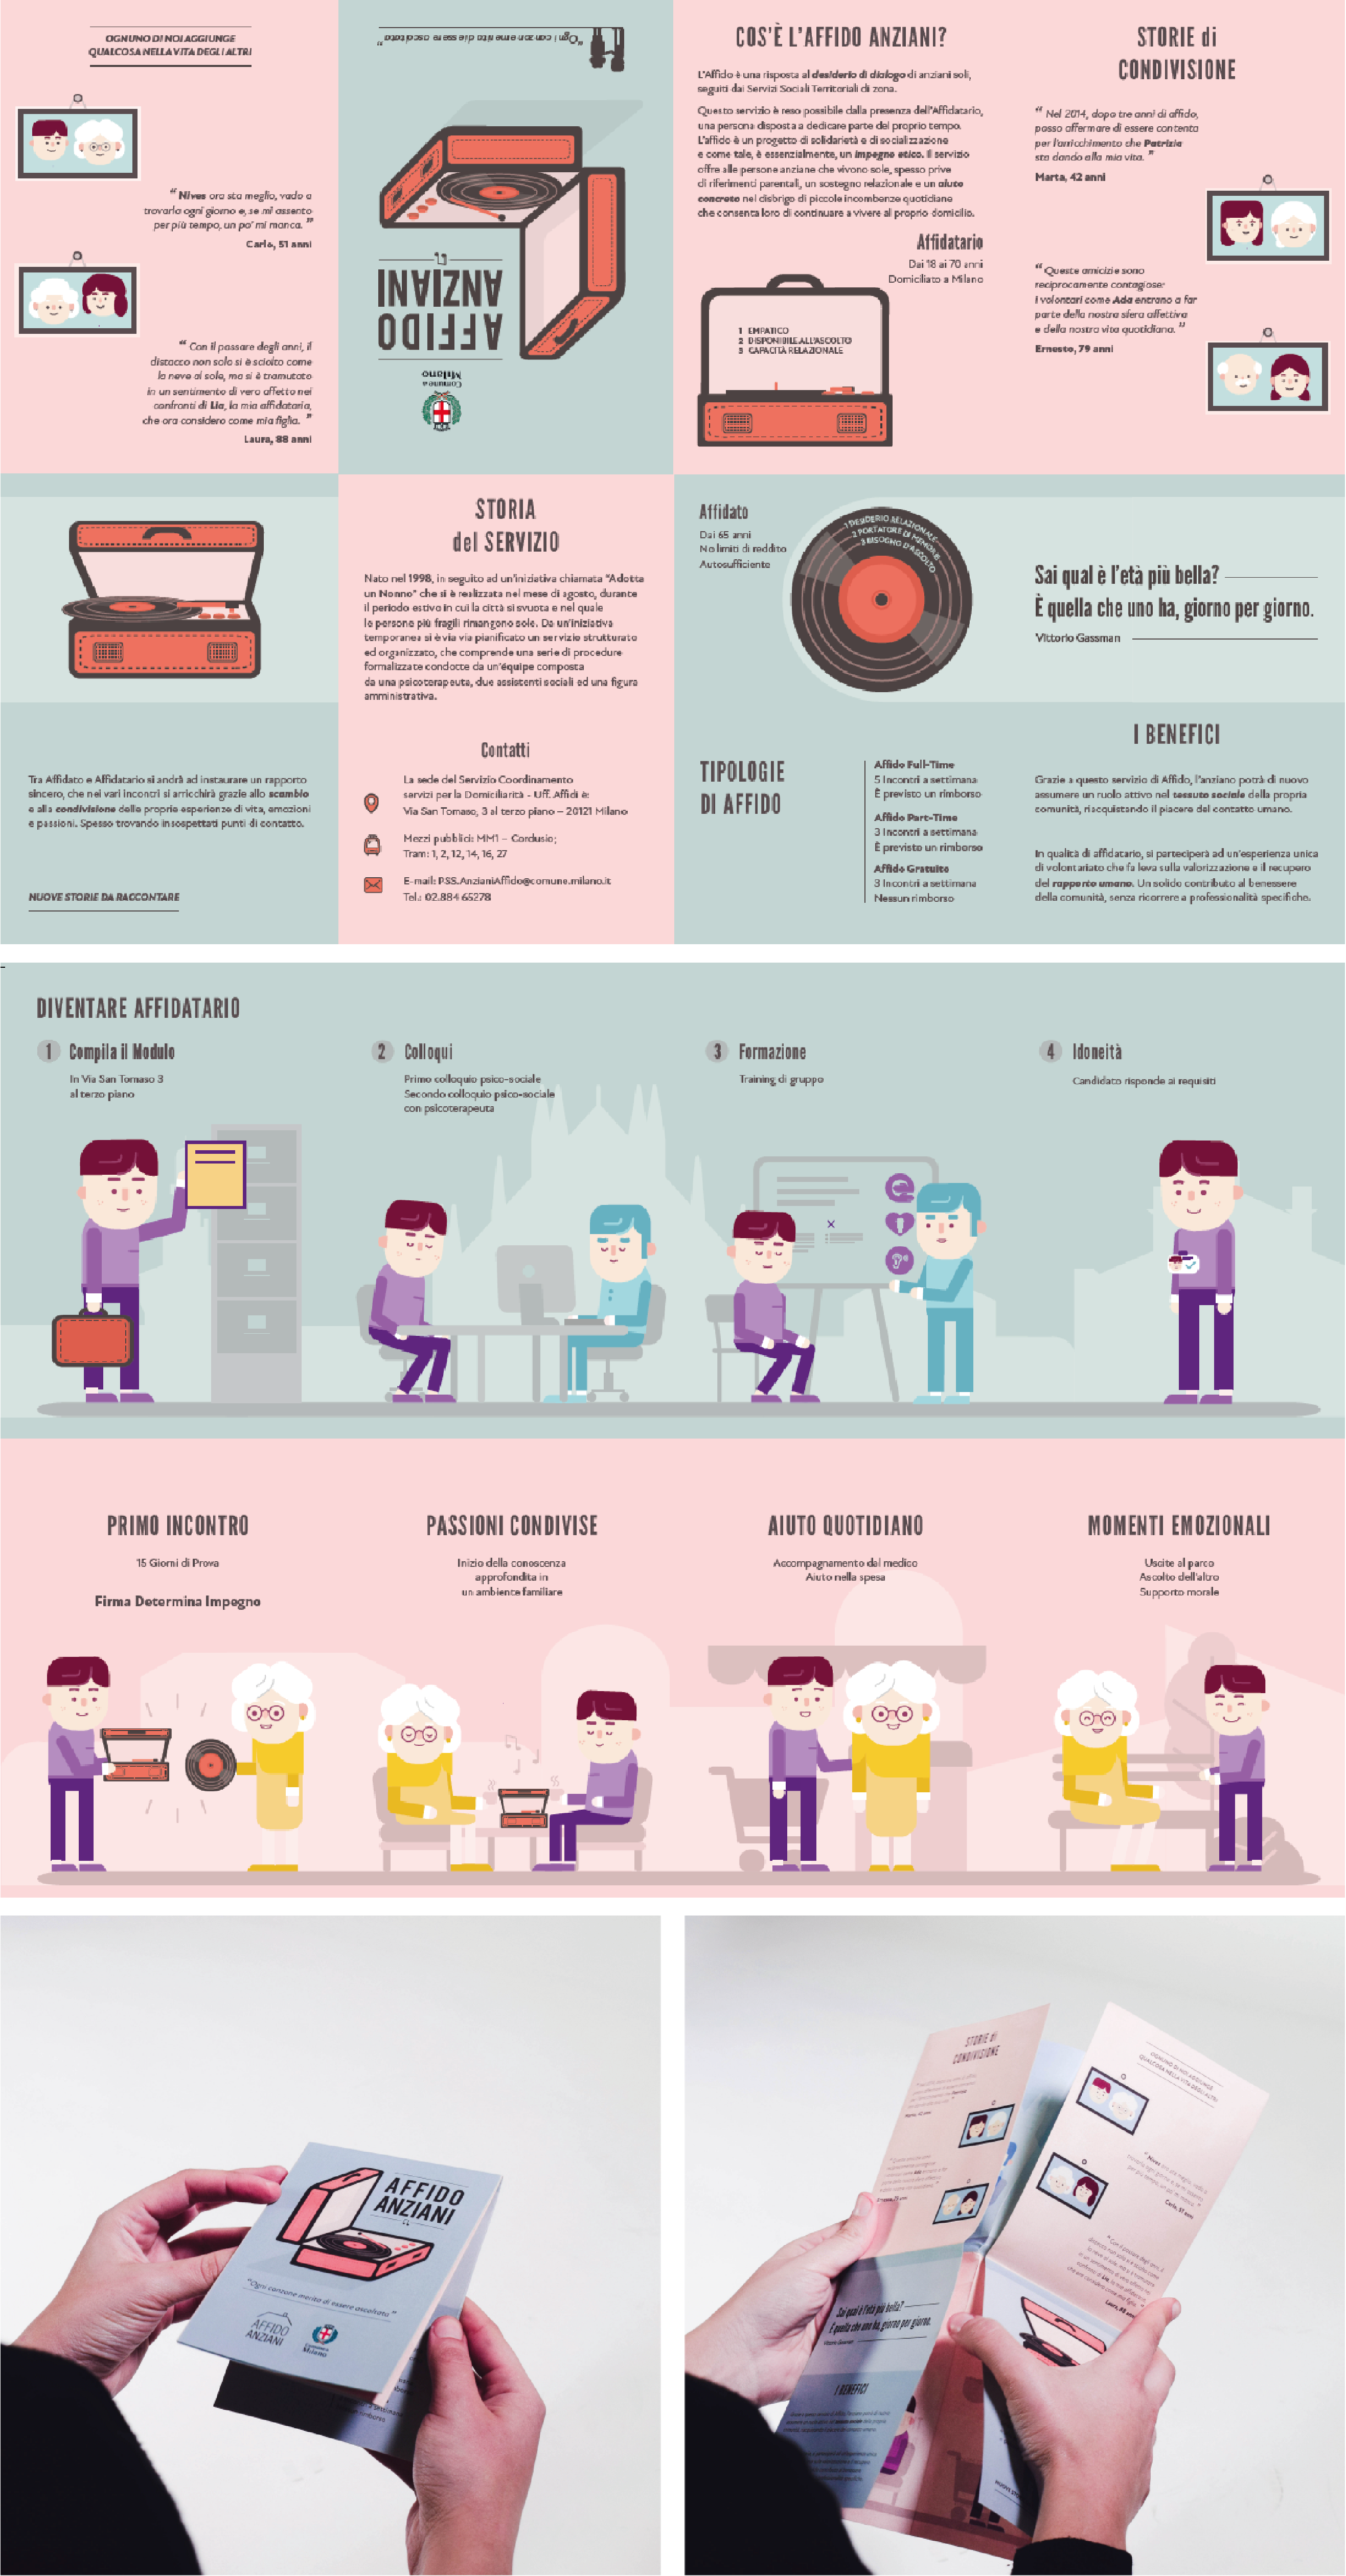 OGNUNO DI NOI AGGIUNGE
QUALCOSA NELLA VITA DEGLI ALTRI
“ Nives ora sta meglio, vado a
trovarla ogni giorno e, se mi assento
per più tempo, un po’ mi manca. ”
Carlo, 51 anni
“ Con il passare degli anni, il
distacco non solo si è sciolto come
la neve al sole, ma si è tramutato
in un sentimento di vero affetto nei
confronti di Lia, la mia affidataria,
che ora considero come mia figlia. ”
Laura, 88 anni
Comune di
Milano
AFFIDO
ANZIANI
“Ogni canzone merita di essere ascoltata”
COS'È L'AFFIDO ANZIANI?
L'Affido è una risposta al desiderio di dialogo di anziani soli,
seguiti dai Servizi Sociali Territoriali di zona.
Questo servizio è reso possibile dalla presenza dell'Affidatario,
una persona disposta a dedicare parte del proprio tempo.
L'affido è un progetto di solidarietà e di socializzazione
e come tale, è essenzialmente, un impegno etico. Il servizio
offre alle persone anziane che vivono sole, spesso prive
di riferimenti parentali, un sostegno relazionale e un aiuto
concreto nel disbrigo di piccole incombenze quotidiane
che consenta loro di continuare a vivere al proprio domicilio.
Affidatario
Dai 18 ai 70 anni
Domiciliato a Milano
1 EMPATICO
2 DISPONIBILE ALL'ASCOLTO
3 CAPACITÀ RELAZIONALE
STORIE di
CONDIVISIONE
“ Nel 2014, dopo tre anni di affido,
posso affermare di essere contenta
per l'arricchimento che Patrizia
sta dando alla mia vita. ”
Marta, 42 anni
“ Queste amicizie sono
reciprocamente contagiose:
i volontari come Ada entrano a far
parte della nostra sfera affettiva
e della nostra vita quotidiana. ”
Ernesto, 79 anni
Tra Affidato e Affidatario si andrà ad instaurare un rapporto
sincero, che nei vari incontri si arricchirà grazie allo scambio
e alla condivisione delle proprie esperienze di vita, emozioni
e passioni. Spesso trovando insospettati punti di contatto.
NUOVE STORIE DA RACCONTARE
STORIA
del SERVIZIO
Nato nel 1998, in seguito ad un'iniziativa chiamata “Adotta
un Nonno” che si è realizzata nel mese di agosto, durante
il periodo estivo in cui la città si svuota e nel quale
le persone più fragili rimangono sole. Da un'iniziativa
temporanea si è via via pianificato un servizio strutturato
ed organizzato, che comprende una serie di procedure
formalizzate condotte da un'équipe composta
da una psicoterapeuta, due assistenti sociali ed una figura
amministrativa.
Contatti
La sede del Servizio Coordinamento
servizi per la Domiciliarità - Uff. Affidi è:
Via San Tomaso, 3 al terzo piano – 20121 Milano
Mezzi pubblici: MM1 – Cordusio;
Tram: 1, 2, 12, 14, 16, 27
E-mail: PSS.AnzianiAffido@comune.milano.it
Tel.: 02.884 65278
Affidato
Dai 65 anni
No limiti di reddito
Autosufficiente
1 DESIDERIO RELAZIONALE
2 PORTATORE DI MEMORIE
3 BISOGNO D'ASCOLTO
Sai qual è l'età più bella?
È quella che uno ha, giorno per giorno.
Vittorio Gassman
TIPOLOGIE
DI AFFIDO
Affido Full-Time
5 Incontri a settimana
È previsto un rimborso
Affido Part-Time
3 Incontri a settimana
È previsto un rimborso
Affido Gratuito
3 Incontri a settimana
Nessun rimborso
I BENEFICI
Grazie a questo servizio di Affido, l'anziano potrà di nuovo
assumere un ruolo attivo nel tessuto sociale della propria
comunità, riacquistando il piacere del contatto umano.
In qualità di affidatario, si parteciperà ad un'esperienza unica
di volontariato che fa leva sulla valorizzazione e il recupero
del rapporto umano. Un solido contributo al benessere
della comunità, senza ricorrere a professionalità specifiche.
DIVENTARE AFFIDATARIO
1 Compila il Modulo
In Via San Tomaso 3
al terzo piano
2 Colloqui
Primo colloquio psico-sociale
Secondo colloquio psico-sociale
con psicoterapeuta
3 Formazione
Training di gruppo
4 Idoneità
Candidato risponde ai requisiti
PRIMO INCONTRO
15 Giorni di Prova
Firma Determina Impegno
PASSIONI CONDIVISE
Inizio della conoscenza
approfondita in
un ambiente familiare
AIUTO QUOTIDIANO
Accompagnamento dal medico
Aiuto nella spesa
MOMENTI EMOZIONALI
Uscite al parco
Ascolto dell'altro
Supporto morale
AFFIDO
ANZIANI
“Ogni canzone merita di essere ascoltata”
AFFIDO
ANZIANI
Comune di
Milano
rimborso
STORIE di
CONDIVISIONE
OGNUNO DI NOI AGGIUNGE
QUALCOSA NELLA VITA DEGLI ALTRI
Carlo, 51 anni
Laura, 88 anni
Sai qual è l'età più bella?
È quella che uno ha, giorno per giorno.
I BENEFICI